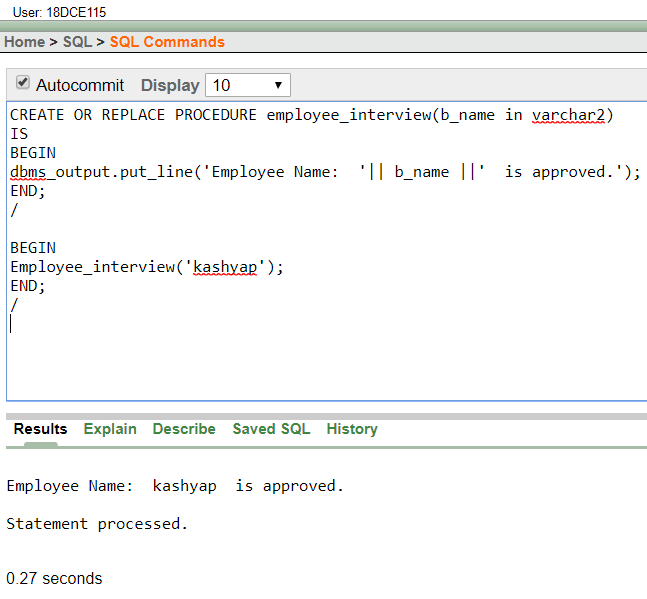 User: 18DCE115
Home > SQL > SQL Commands
Autocommit Display 10
CREATE OR REPLACE PROCEDURE employee_interview(b_name in varchar2)
IS
BEGIN
dbms_output.put_line('Employee Name:  '|| b_name ||'  is approved.');
END;
/
BEGIN
Employee_interview('kashyap');
END;
/
Results Explain Describe Saved SQL History
Employee Name:  kashyap  is approved.
Statement processed.
0.27 seconds